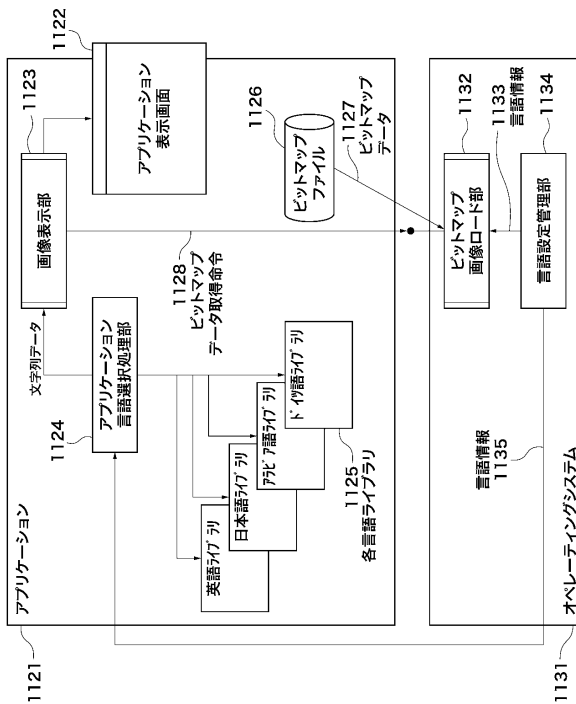 1121
アプリケーション
1122
アプリケーション
表示画面
1123
画像表示部
文字列データ
1124
アプリケーション
言語選択処理部
1126
ビットマップ
ファイル
1127
ビットマップ
データ
1128
ビットマップ
データ取得命令
英語ライブラリ
日本語ライブラリ
アラビア語ライブラリ
ドイツ語ライブラリ
1125
各言語ライブラリ
1131
オペレーティングシステム
1132
ビットマップ
画像ロード部
1133
言語情報
1134
言語設定管理部
言語情報
1135